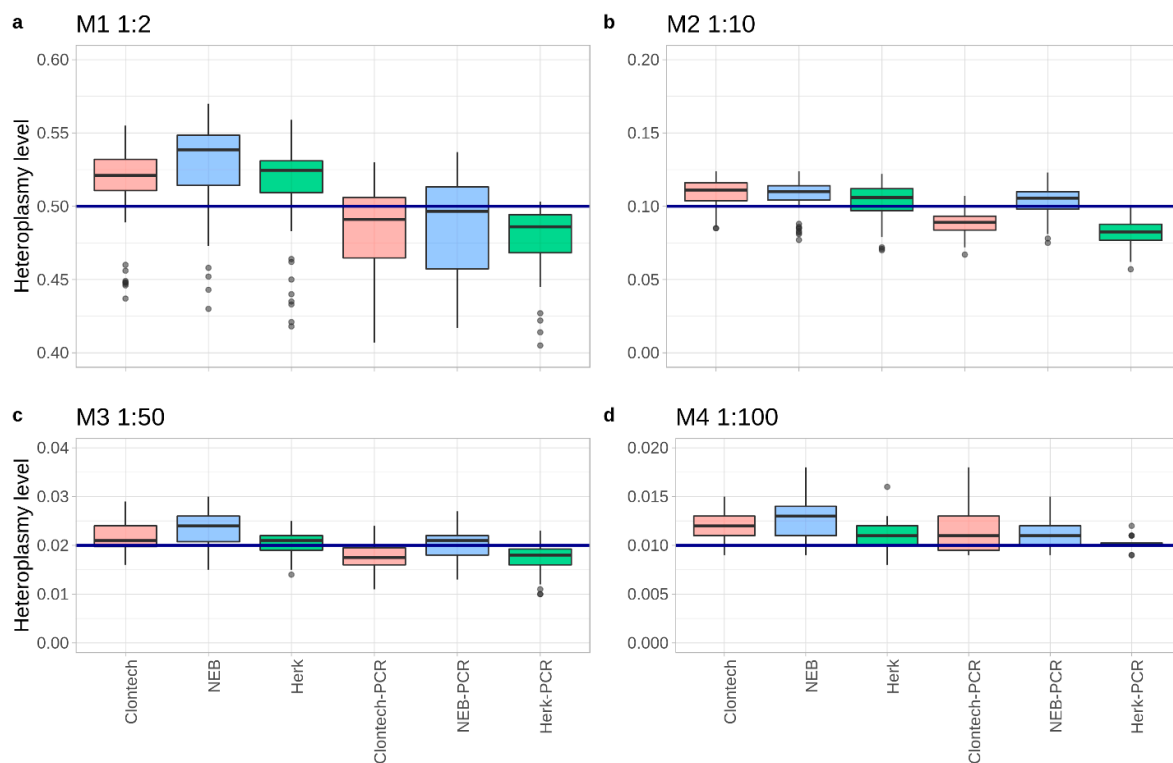 a M1 1:2
0.60
0.55
0.50
0.45
0.40
Heteroplasmy level
b M2 1:10
0.20
0.15
0.10
0.05
0.00
c M3 1:50
0.04
0.03
0.02
0.01
0.00
Heteroplasmy level
Clontech
NEB
Herk
Clontech-PCR
NEB-PCR
Herk-PCR
d M4 1:100
0.020
0.015
0.010
0.005
0.000
Clontech
NEB
Herk
Clontech-PCR
NEB-PCR
Herk-PCR